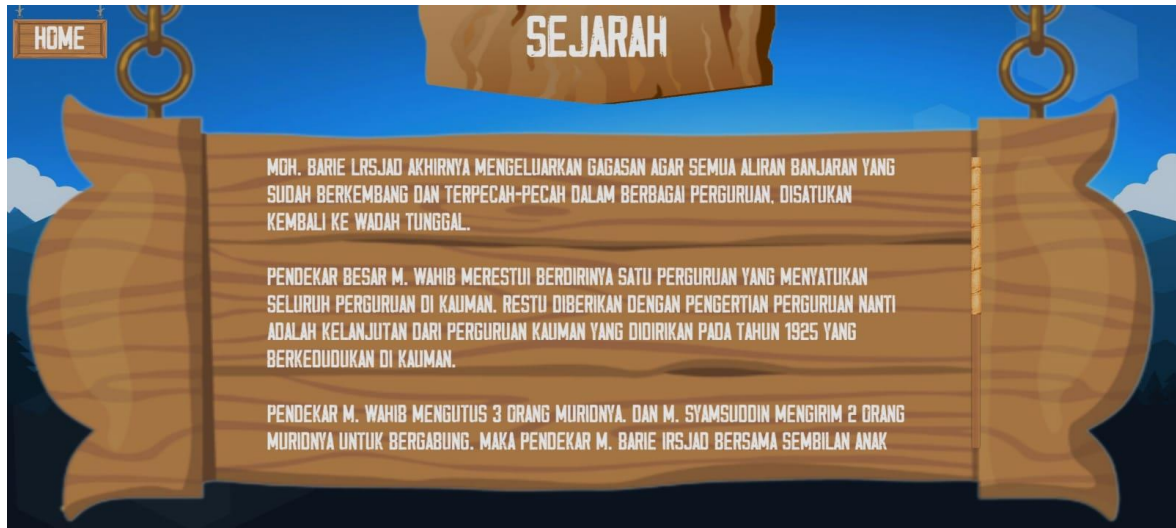 HOME
SEJARAH
MOH. BARIE LRSJAD AKHIRNYA MENGELUARKAN GAGASAN AGAR SEMUA ALIRAN BANJARAN YANG
SUDAH BERKEMBANG DAN TERPECAH-PECAH DALAM BERBAGAI PERGURUAN, DISATUKAN
KEMBALI KE WADAH TUNGGAL.
PENDEKAR BESAR M. WAHIB MERESTUI BERDIRINYA SATU PERGURUAN YANG MENYATUKAN
SELURUH PERGURUAN DI KAUMAN. RESTU DIBERIKAN DENGAN PENGERTIAN PERGURUAN NANTI
ADALAH KELANJUTAN DARI PERGURUAN KAUMAN YANG DIDIRIKAN PADA TAHUN 1925 YANG
BERKEDUDUKAN DI KAUMAN.
PENDEKAR M. WAHIB MENGUTUS 3 ORANG MURIDNYA. DAN M. SYAMSUDDIN MENGIRIM 2 ORANG
MURIDNYA UNTUK BERGABUNG. MAKA PENDEKAR M. BARIE IRSJAD BERSAMA SEMBILAN ANAK